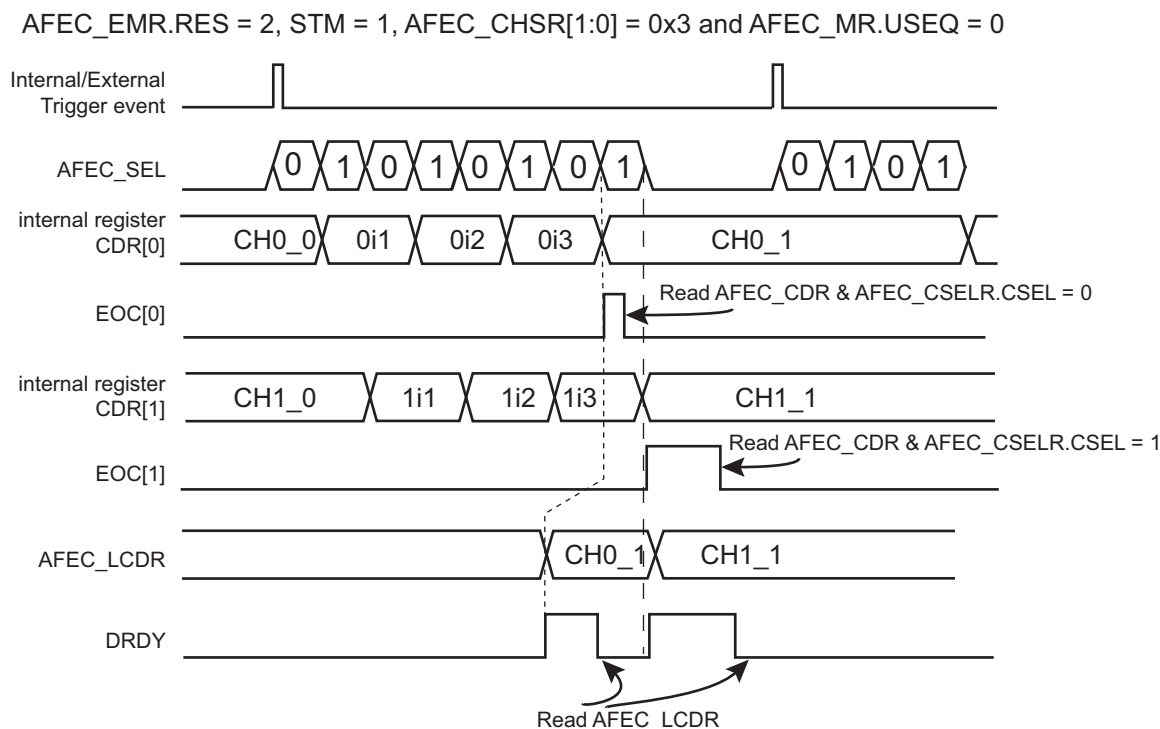 AFEC_EMR.RES = 2, STM = 1, AFEC_CHSR[1:0] = 0x3 and AFEC_MR.USEQ = 0
Internal/External
Trigger event
AFEC_SEL
0 1 0 1 0 1 0 1 0 1 0 1
internal register
CDR[0]
CH0_0 0i1 0i2 0i3 CH0_1
EOC[0]
Read AFEC_CDR & AFEC_CSELR.CSEL = 0
internal register
CDR[1]
CH1_0 1i1 1i2 1i3 CH1_1
EOC[1]
Read AFEC_CDR & AFEC_CSELR.CSEL = 1
AFEC_LCDR
CH0_1 CH1_1
DRDY
Read AFEC_LCDR